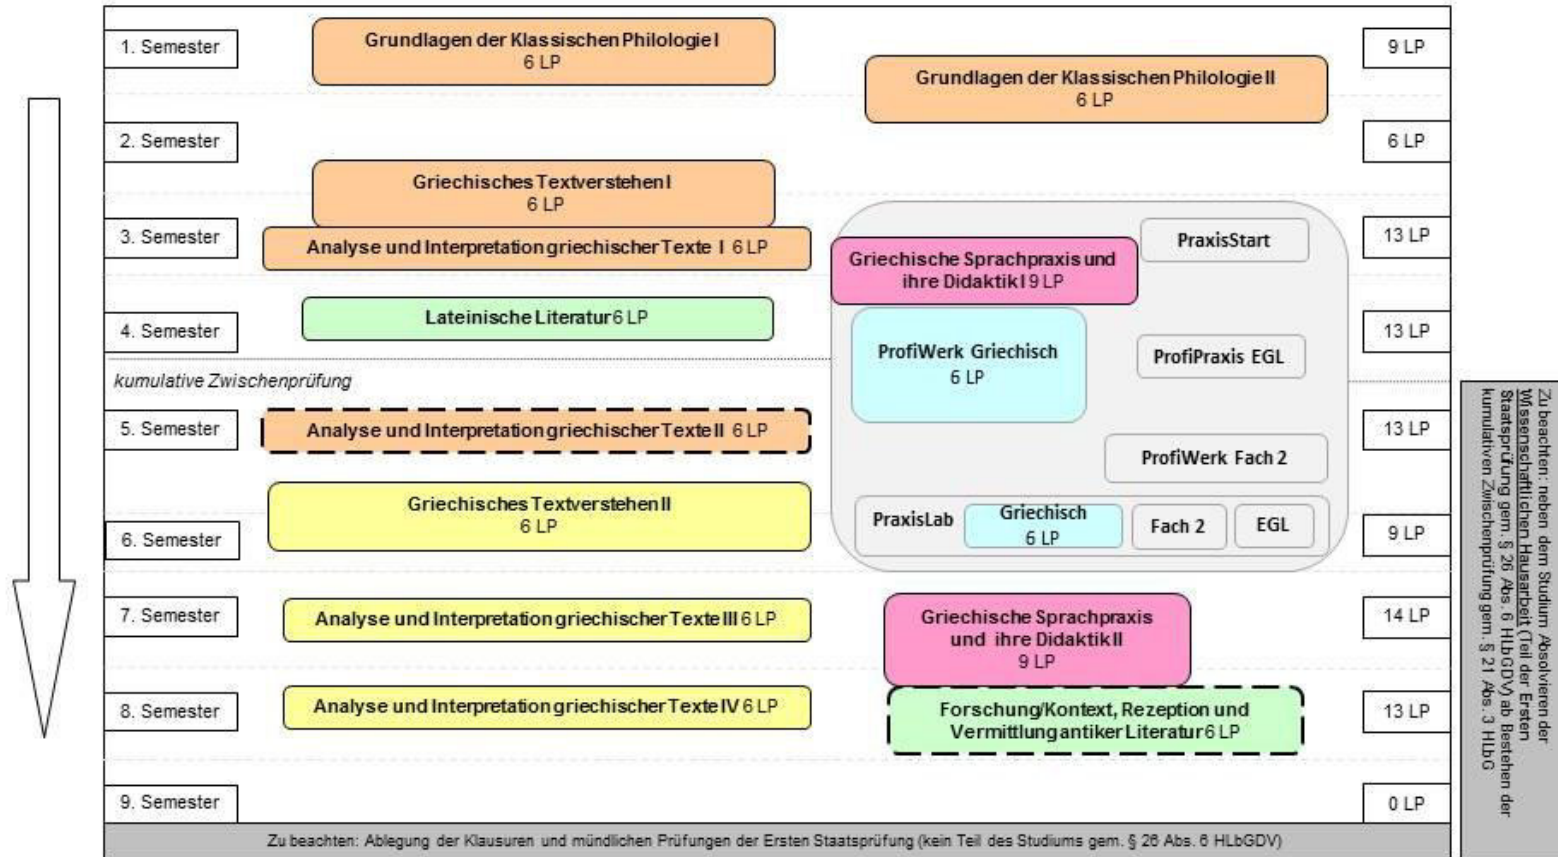 1. Semester
Grundlagen der Klassischen Philologie I
6 LP
9 LP
Grundlagen der Klassischen Philologie II
6 LP
2. Semester
6 LP
Griechisches Textverstehen I
6 LP
3. Semester
Analyse und Interpretation griechischer Texte I 6 LP
PraxisStart
13 LP
Griechische Sprachpraxis und
ihre Didaktik I 9 LP
4. Semester
Lateinische Literatur 6 LP
ProfiWerk Griechisch
6 LP
ProfiPraxis EGL
13 LP
kumulative Zwischenprüfung
5. Semester
Analyse und Interpretation griechischer Texte II 6 LP
13 LP
ProfiWerk Fach 2
Griechisches Textverstehen II
6 LP
6. Semester
PraxisLab
Griechisch
6 LP
Fach 2
EGL
9 LP
7. Semester
Analyse und Interpretation griechischer Texte III 6 LP
Griechische Sprachpraxis
und ihre Didaktik II
9 LP
14 LP
8. Semester
Analyse und Interpretation griechischer Texte IV 6 LP
Forschung/Kontext, Rezeption und
Vermittlung antiker Literatur 6 LP
13 LP
9. Semester
0 LP
Zu beachten: Ablegung der Klausuren und mündlichen Prüfungen der Ersten Staatsprüfung (kein Teil des Studiums gem. § 26 Abs. 6 HLbGDV)
Zu beachten: neben dem Studium Absolvieren der
Wissenschaftlichen Hausarbeit (Teil der Ersten
Staatsprüfung gem. § 26 Abs. 6 HLbGDV) ab Bestehen der
kumulativen Zwischenprüfung gem. § 21 Abs. 3 HLbG